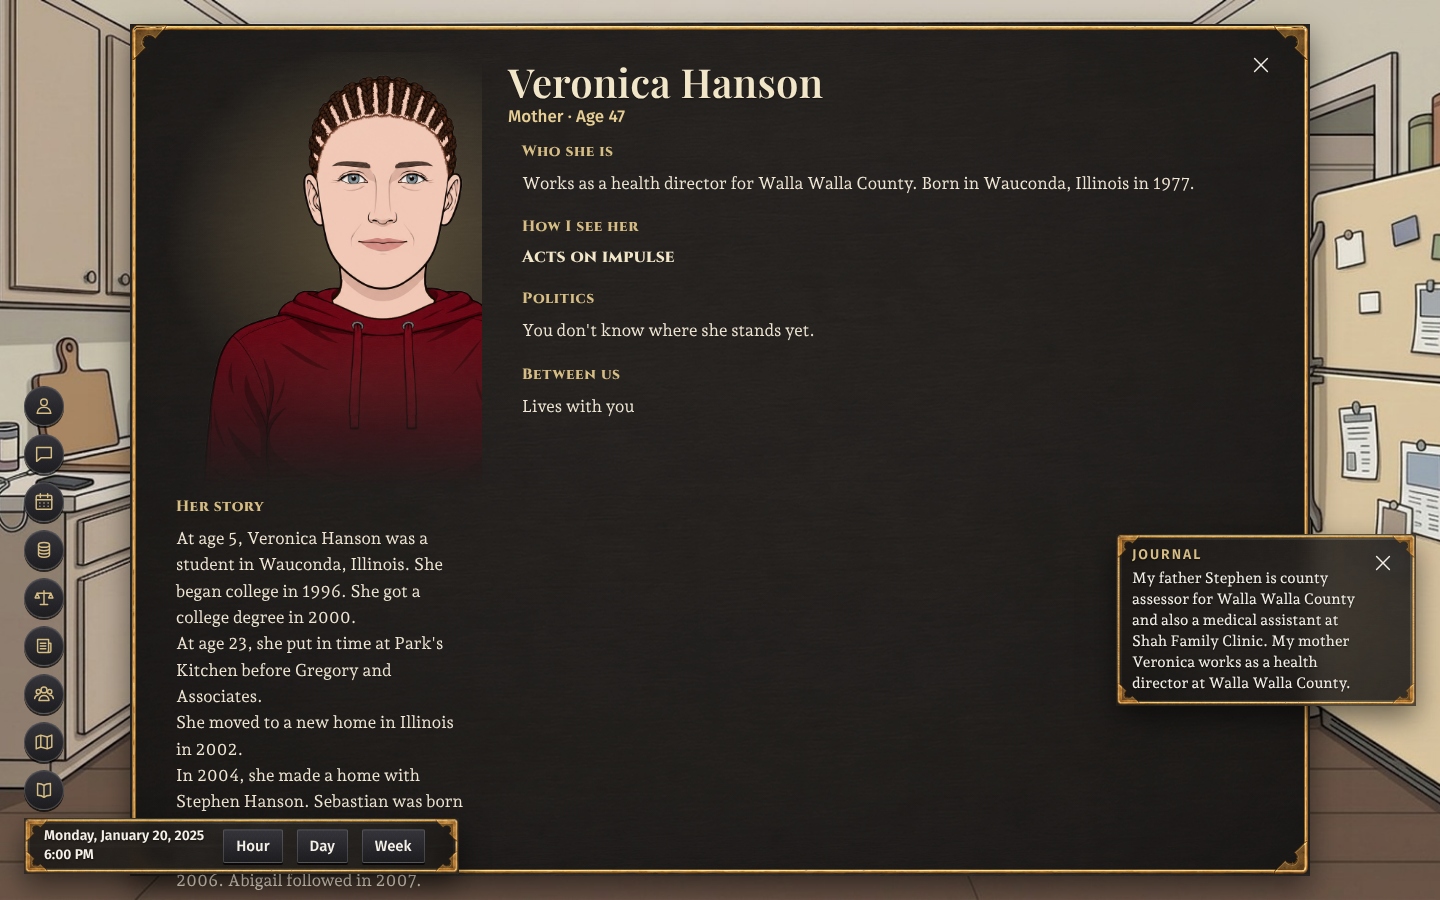 Veronica Hanson
Mother · Age 47
Who she is
Works as a health director for Walla Walla County. Born in Wauconda, Illinois in 1977.
How I see her
Acts on impulse
Politics
You don't know where she stands yet.
Between us
Lives with you
Her story
At age 5, Veronica Hanson was a
student in Wauconda, Illinois. She
began college in 1996. She got a
college degree in 2000.
At age 23, she put in time at Park's
Kitchen before Gregory and
Associates.
She moved to a new home in Illinois
in 2002.
In 2004, she made a home with
Stephen Hanson. Sebastian was born
2006. Abigail followed in 2007.
JOURNAL
My father Stephen is county
assessor for Walla Walla County
and also a medical assistant at
Shah Family Clinic. My mother
Veronica works as a health
director at Walla Walla County.
Monday, January 20, 2025
6:00 PM
Hour
Day
Week